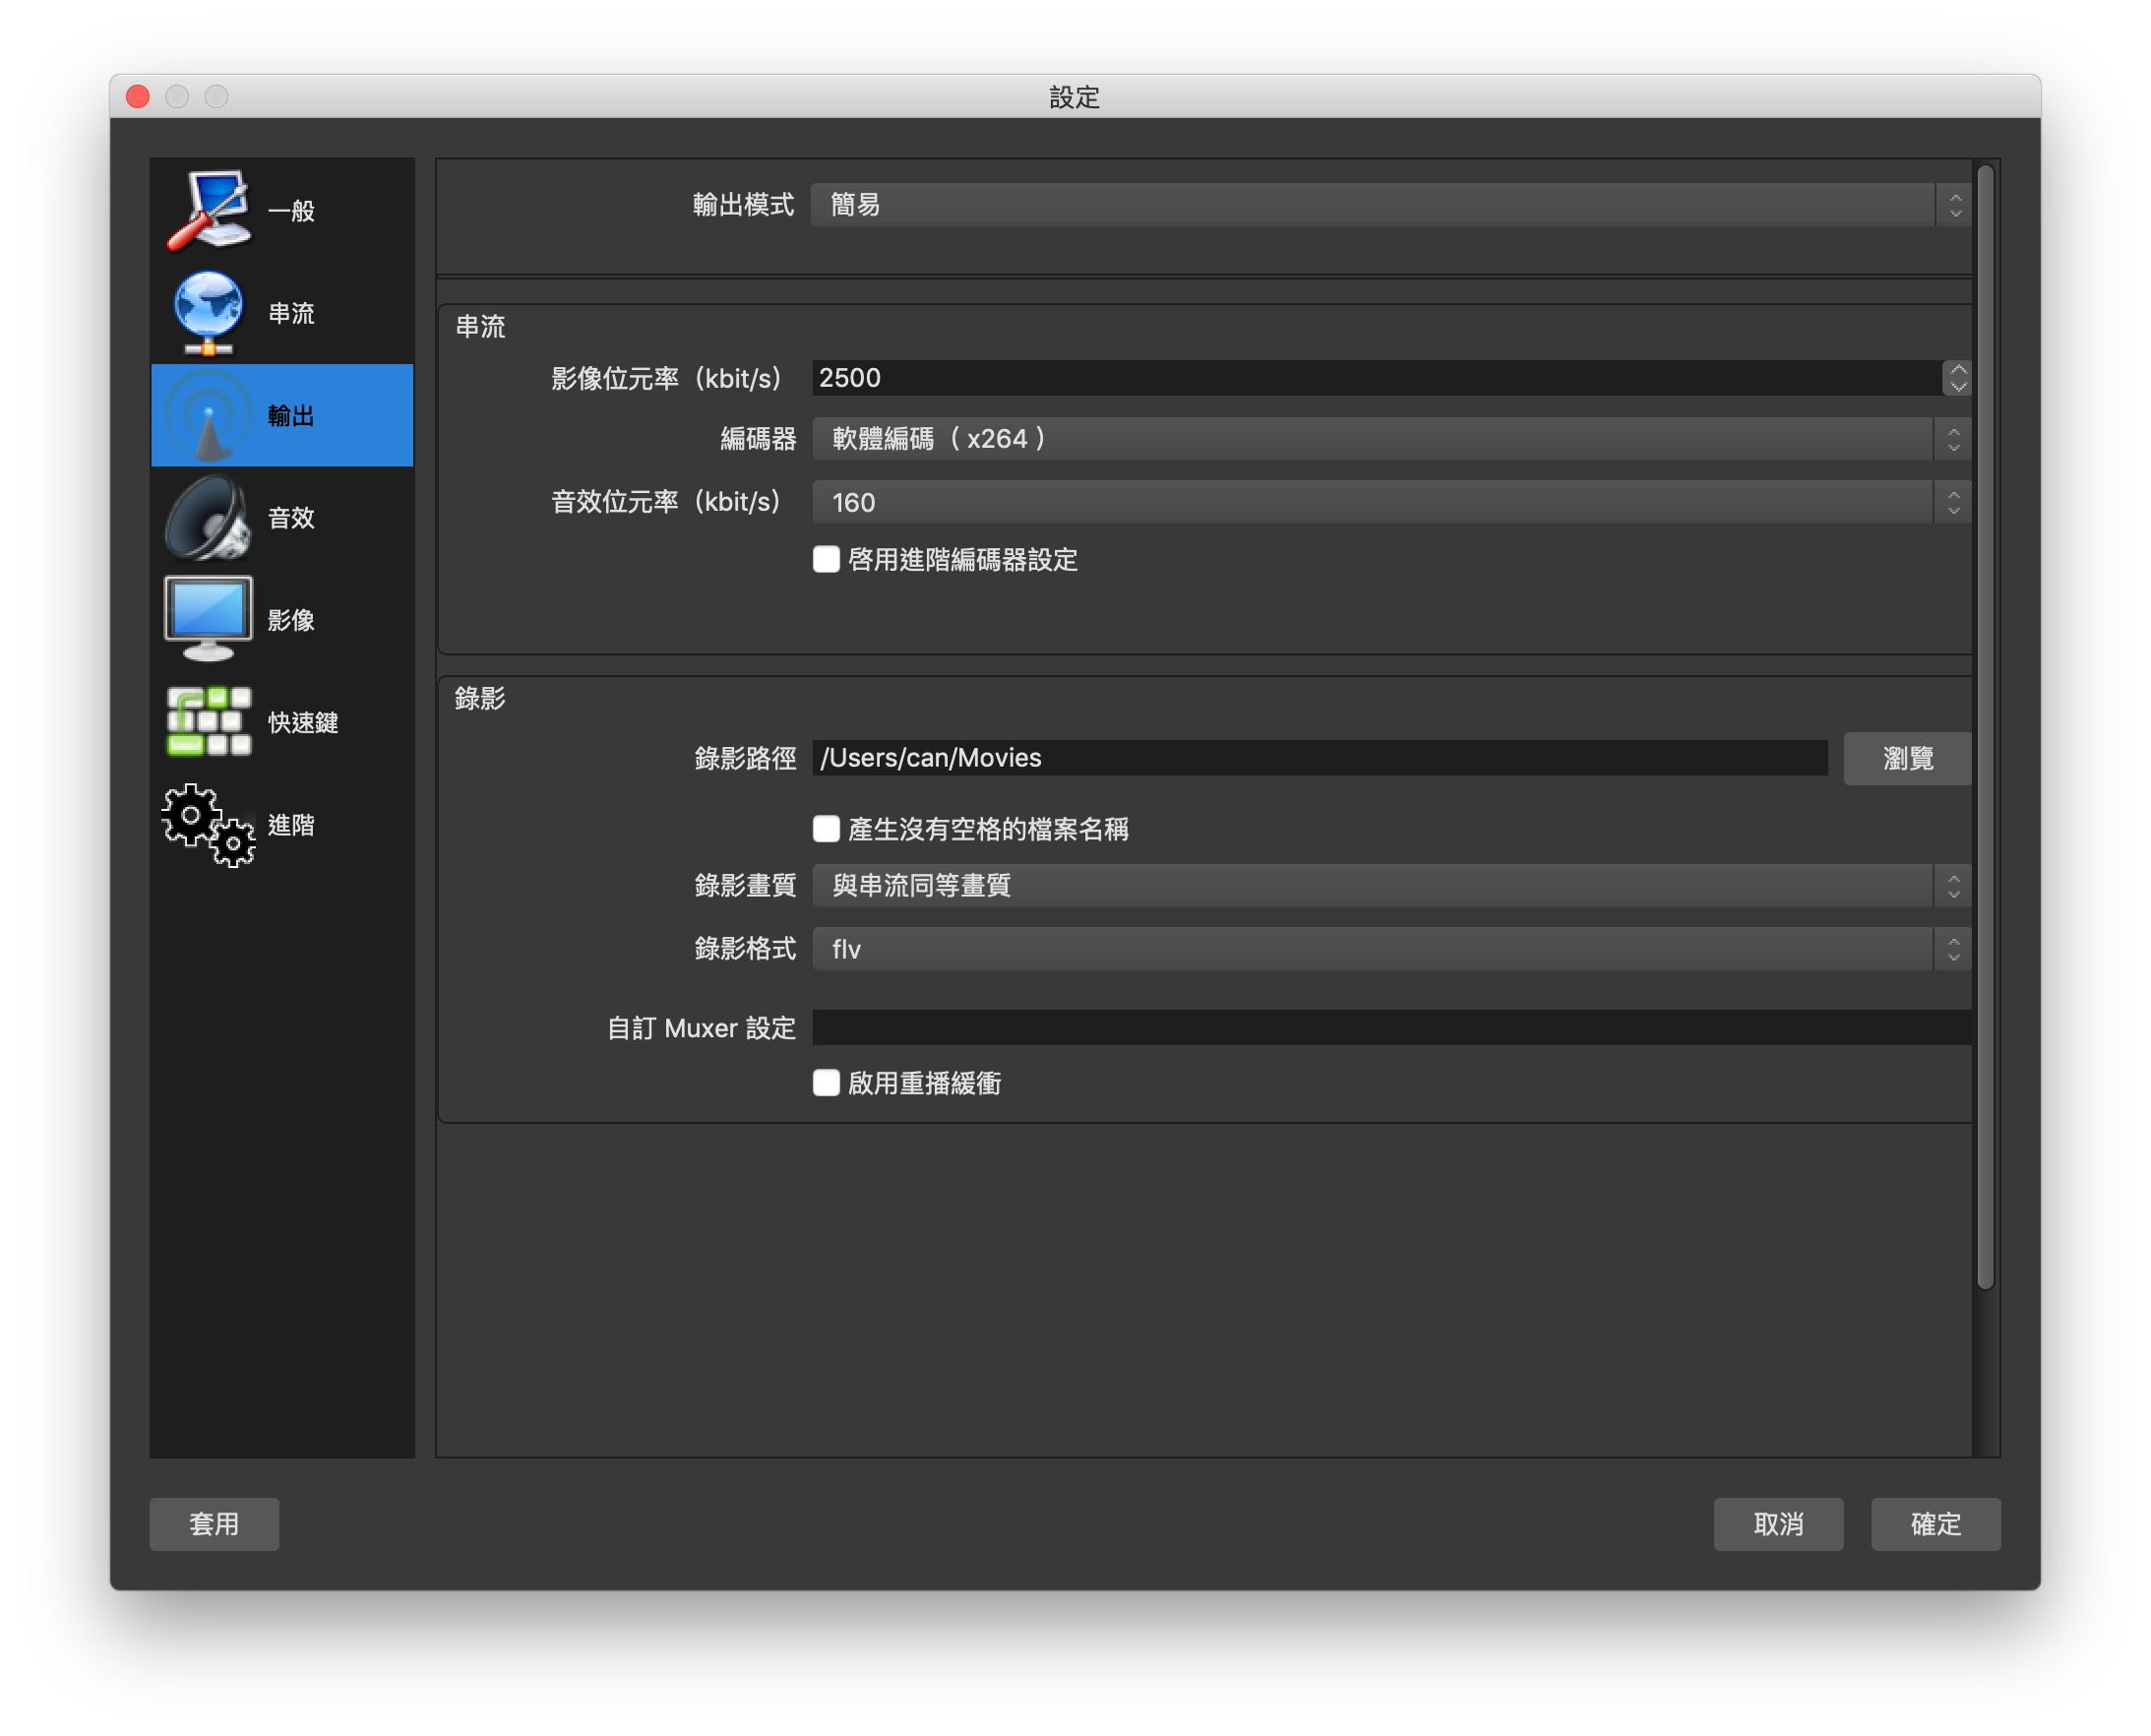 設定
一般
串流
輸出
音效
影像
快速鍵
進階
輸出模式 簡易
串流
影像位元率（kbit/s） 2500
編碼器 軟體編碼（x264）
音效位元率（kbit/s） 160
啓用進階編碼器設定
錄影
錄影路徑 /Users/can/Movies 瀏覽
產生沒有空格的檔案名稱
錄影畫質 與串流同等畫質
錄影格式 flv
自訂 Muxer 設定
啟用重播緩衝
套用 取消 確定